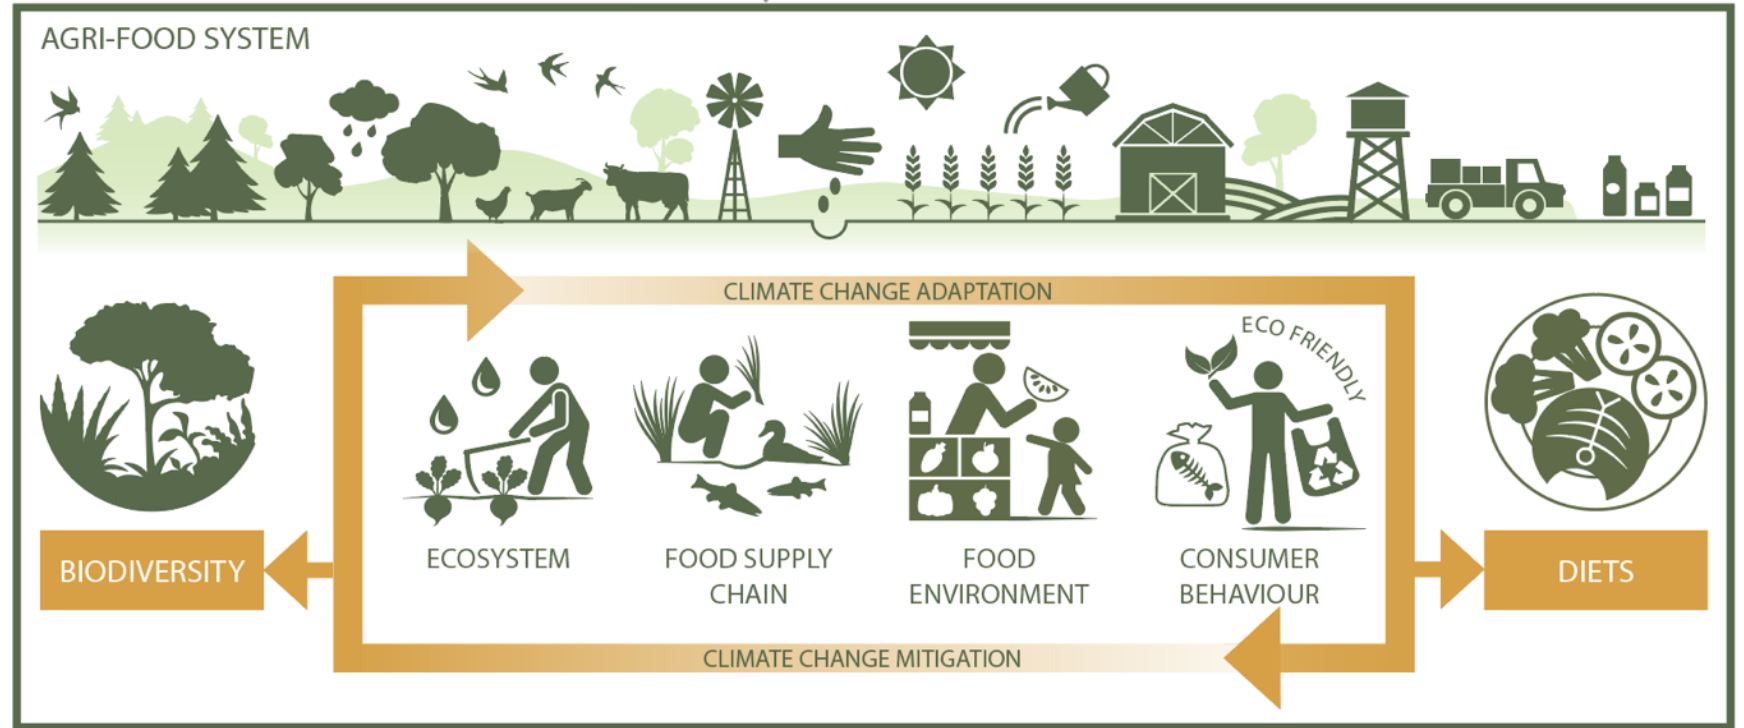 AGRI-FOOD SYSTEM
CLIMATE CHANGE ADAPTATION
ECO FRIENDLY
ECOSYSTEM
FOOD SUPPLY
CHAIN
FOOD
ENVIRONMENT
CONSUMER
BEHAVIOUR
BIODIVERSITY
DIETS
CLIMATE CHANGE MITIGATION